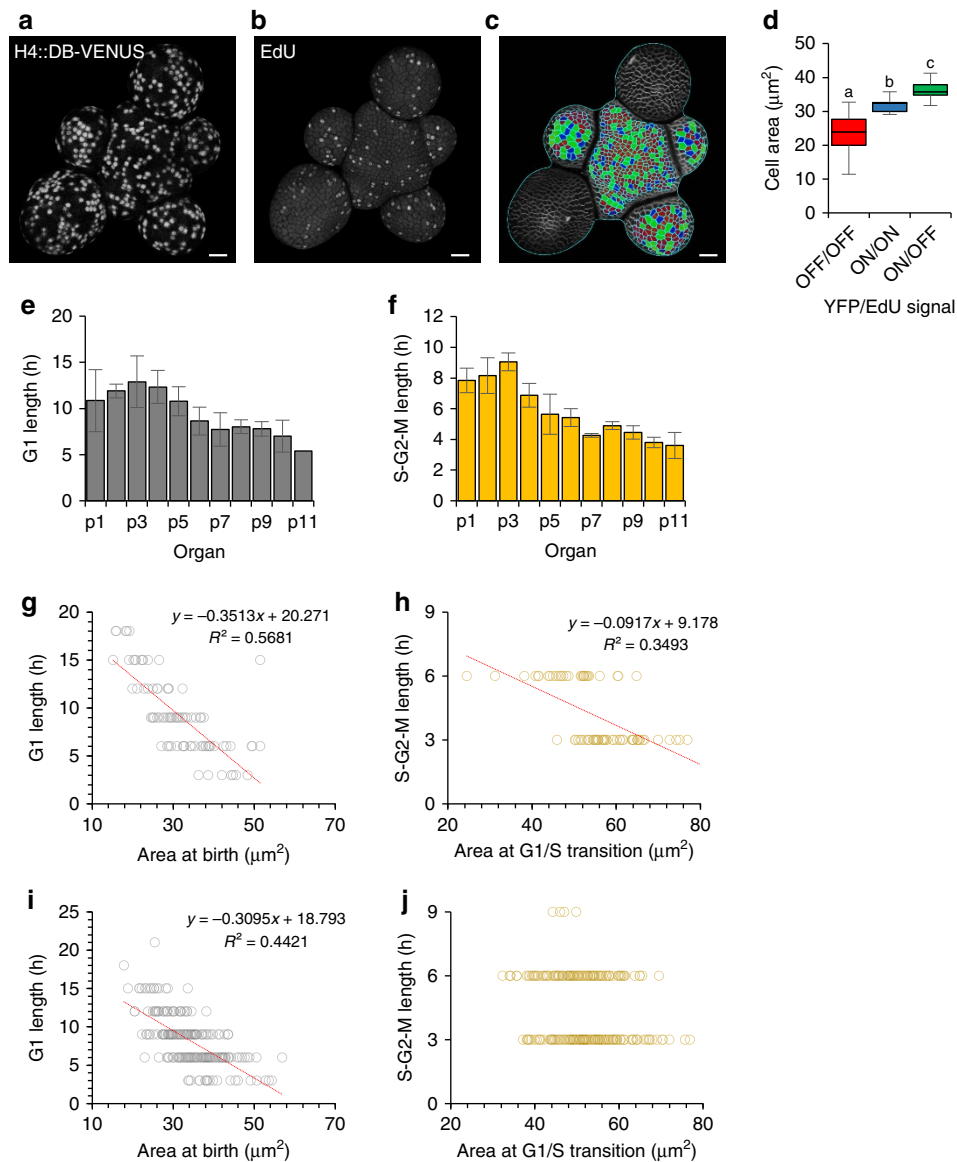 a
H4::DB-VENUS
b
EdU
c
d
Cell area (μm²)
50
40
30
20
10
0
a
b
c
OFF/OFF
ON/ON
ON/OFF
YFP/EdU signal
e
G1 length (h)
20
15
10
5
0
p1
p3
p5
p7
p9
p11
Organ
f
S-G2-M length (h)
12
10
8
6
4
2
0
p1
p3
p5
p7
p9
p11
Organ
g
G1 length (h)
20
15
10
5
0
y = –0.3513x + 20.271
R² = 0.5681
10
30
50
70
Area at birth (μm²)
h
S-G2-M length (h)
9
6
3
0
y = –0.0917x + 9.178
R² = 0.3493
20
40
60
80
Area at G1/S transition (μm²)
i
G1 length (h)
25
20
15
10
5
0
y = –0.3095x + 18.793
R² = 0.4421
10
30
50
70
Area at birth (μm²)
j
S-G2-M length (h)
9
6
3
0
20
40
60
80
Area at G1/S transition (μm²)